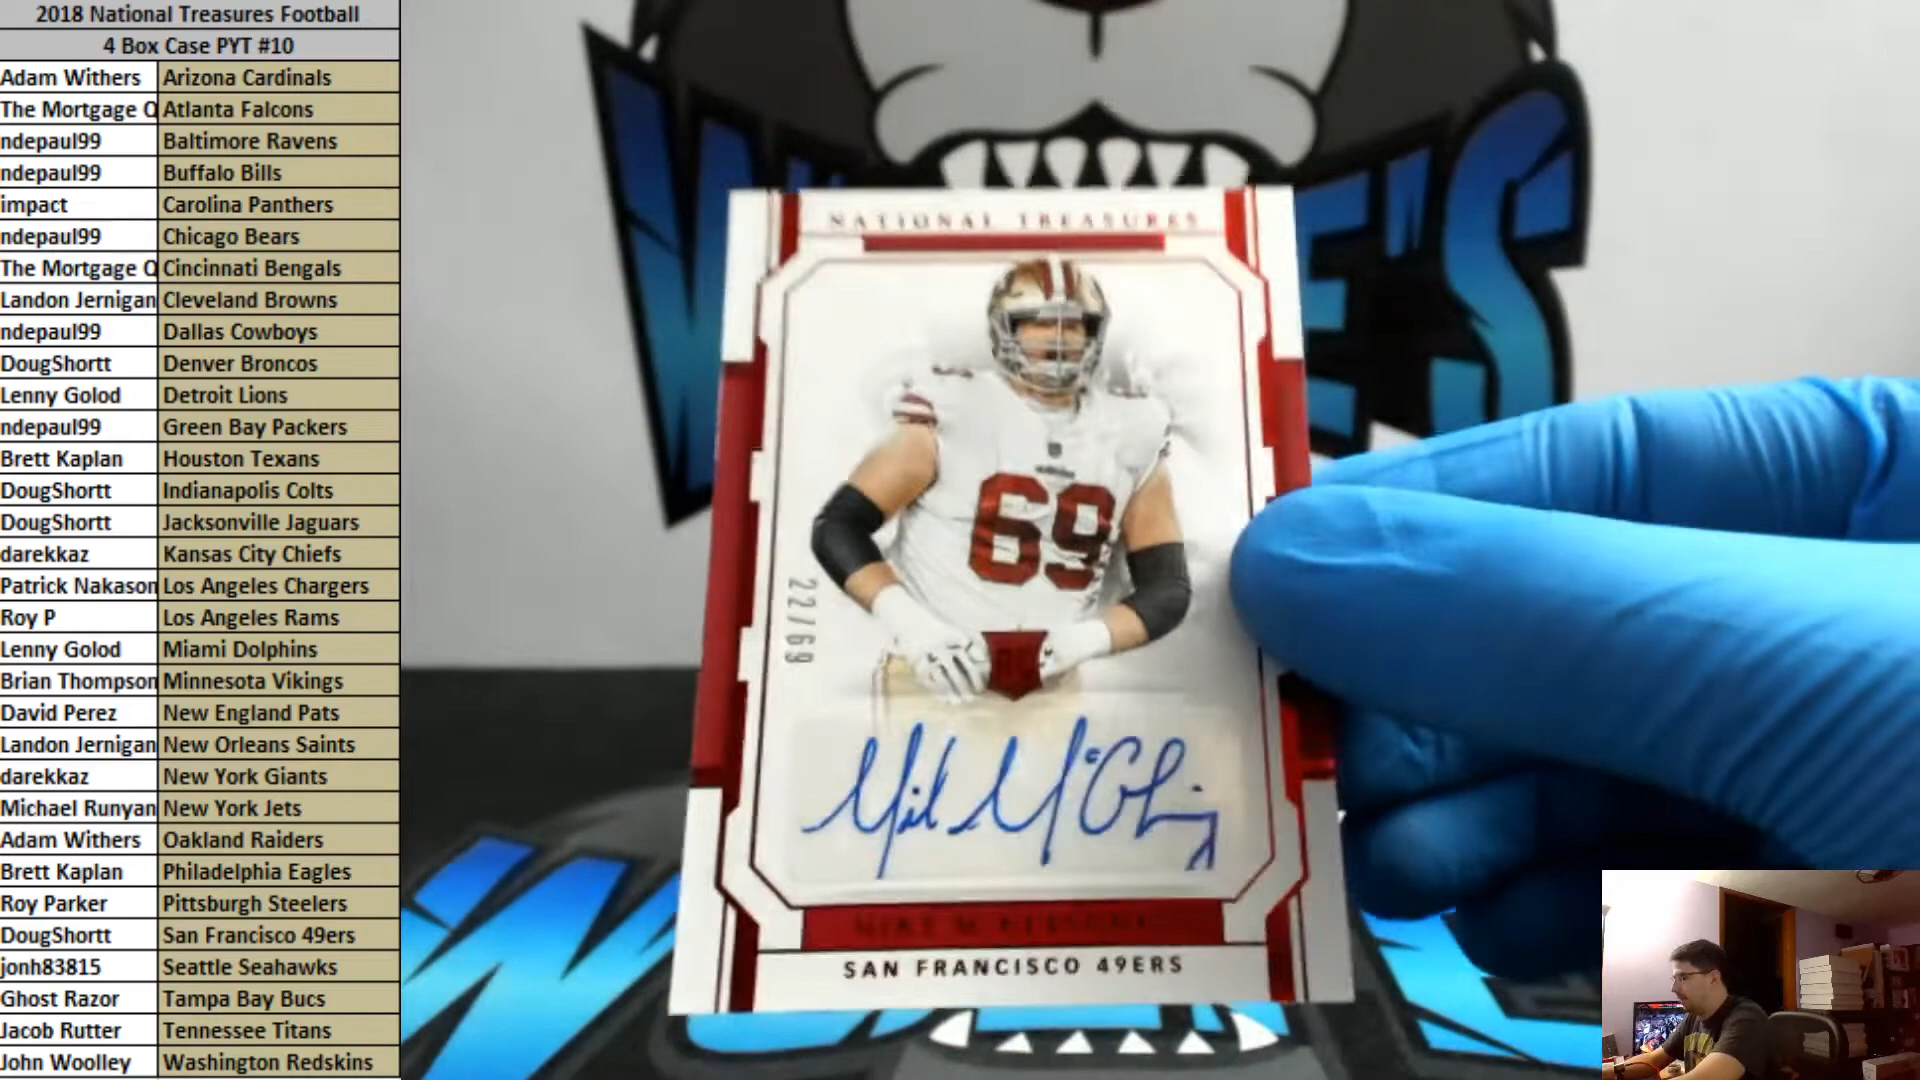 2018 National Treasures Football
4 Box Case PYT #10
Adam Withers Arizona Cardinals
The Mortgage Q Atlanta Falcons
ndepaul99 Baltimore Ravens
ndepaul99 Buffalo Bills
impact Carolina Panthers
ndepaul99 Chicago Bears
The Mortgage Q Cincinnati Bengals
Landon Jernigan Cleveland Browns
ndepaul99 Dallas Cowboys
DougShortt Denver Broncos
Lenny Golod Detroit Lions
ndepaul99 Green Bay Packers
Brett Kaplan Houston Texans
DougShortt Indianapolis Colts
DougShortt Jacksonville Jaguars
darekkaz Kansas City Chiefs
Patrick Nakason Los Angeles Chargers
Roy P Los Angeles Rams
Lenny Golod Miami Dolphins
Brian Thompson Minnesota Vikings
David Perez New England Pats
Landon Jernigan New Orleans Saints
darekkaz New York Giants
Michael Runyan New York Jets
Adam Withers Oakland Raiders
Brett Kaplan Philadelphia Eagles
Roy Parker Pittsburgh Steelers
DougShortt San Francisco 49ers
jonh83815 Seattle Seahawks
Ghost Razor Tampa Bay Bucs
Jacob Rutter Tennessee Titans
John Woolley Washington Redskins
NATIONAL TREASURES
69
22/69
SAN FRANCISCO 49ERS